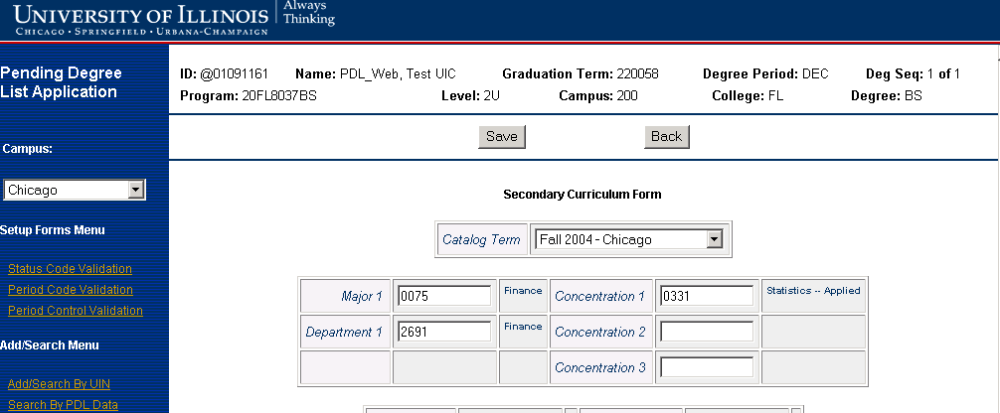 UNIVERSITY OF ILLINOIS
Always
Thinking
CHICAGO • SPRINGFIELD • URBANA-CHAMPAIGN
Pending Degree
List Application
ID: @01091161 Name: PDL_Web, Test UIC Graduation Term: 220058 Degree Period: DEC Deg Seq: 1 of 1
Program: 20FL8037BS Level: 2U Campus: 200 College: FL Degree: BS
Save Back
Campus:
Chicago
Secondary Curriculum Form
Setup Forms Menu
Catalog Term Fall 2004 - Chicago
Status Code Validation
Period Code Validation
Period Control Validation
Major 1 0075 Finance Concentration 1 0331 Statistics -- Applied
Department 1 2691 Finance Concentration 2
Concentration 3
Add/Search Menu
Add/Search By UIN
Search By PDL Data